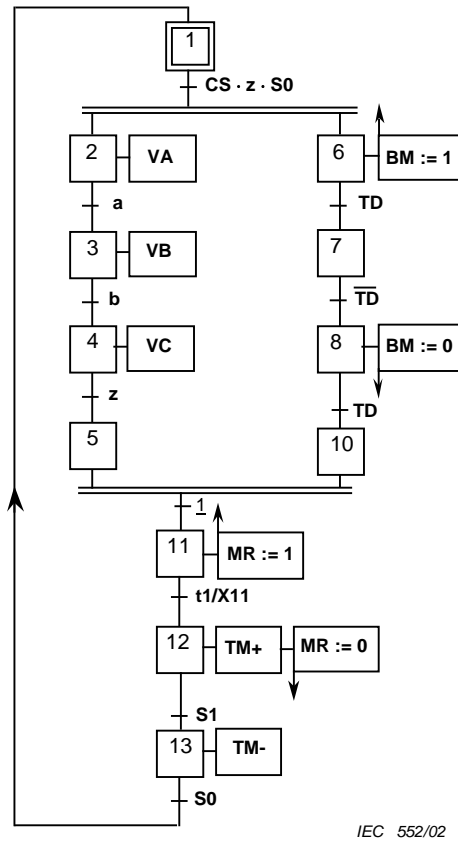 1
CS · z · S0
2 VA
6 BM := 1
a
TD
3 VB
7
b
T̅D̅
4 VC
8 BM := 0
z
TD
5
10
1
11 MR := 1
t1/X11
12 TM+ MR := 0
S1
13 TM-
S0
IEC 552/02